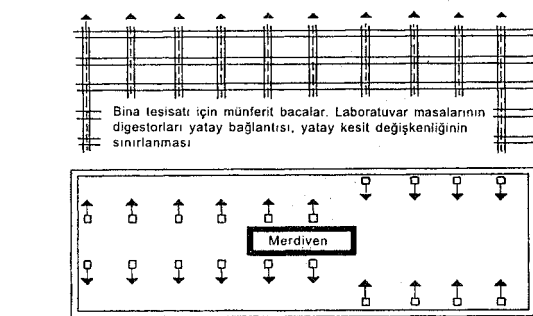 Bina tesisatı için münferit bacalar. Laboratuvar masalarının
digestorları yatay bağlantısı, yatay kesit değişkenliğinin
sınırlanması
Merdiven